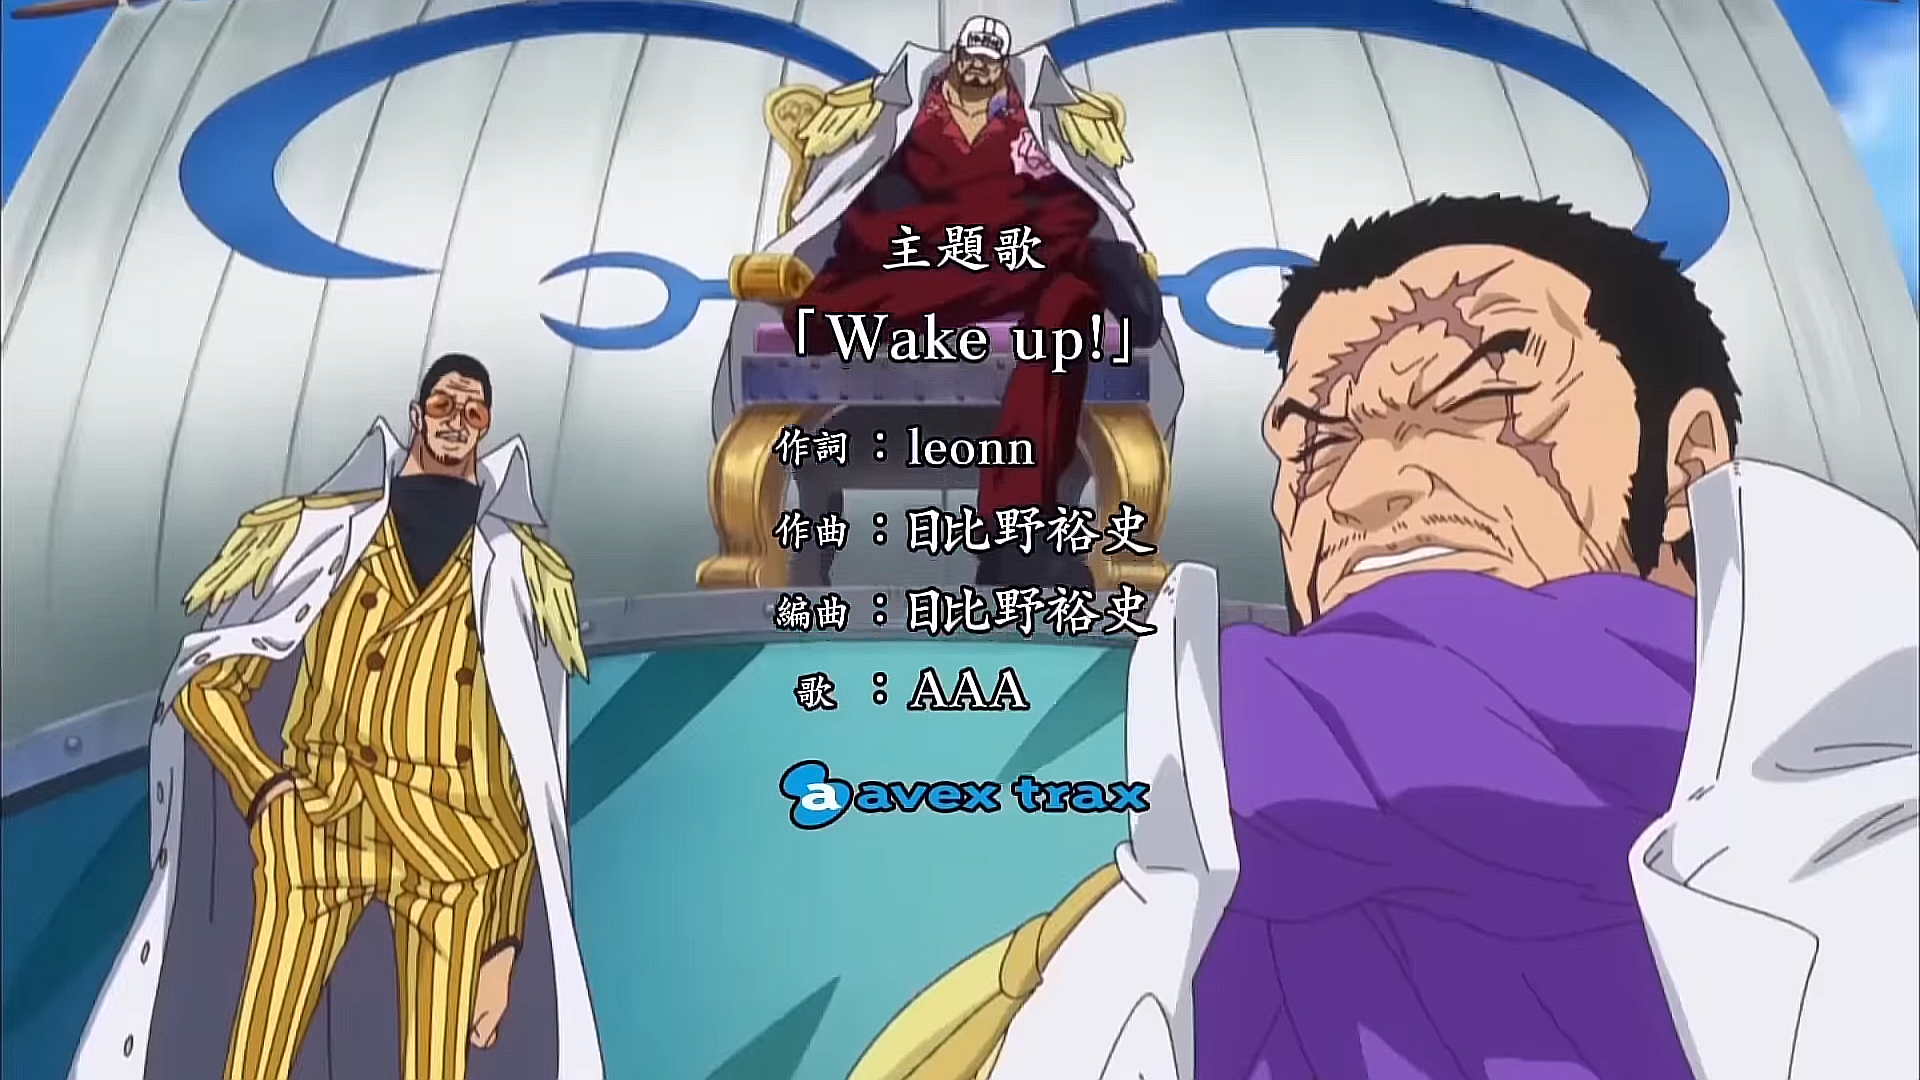 主題歌
「Wake up!」
作詞：leonn
作曲：日比野裕史
編曲：日比野裕史
歌：AAA
a avex trax